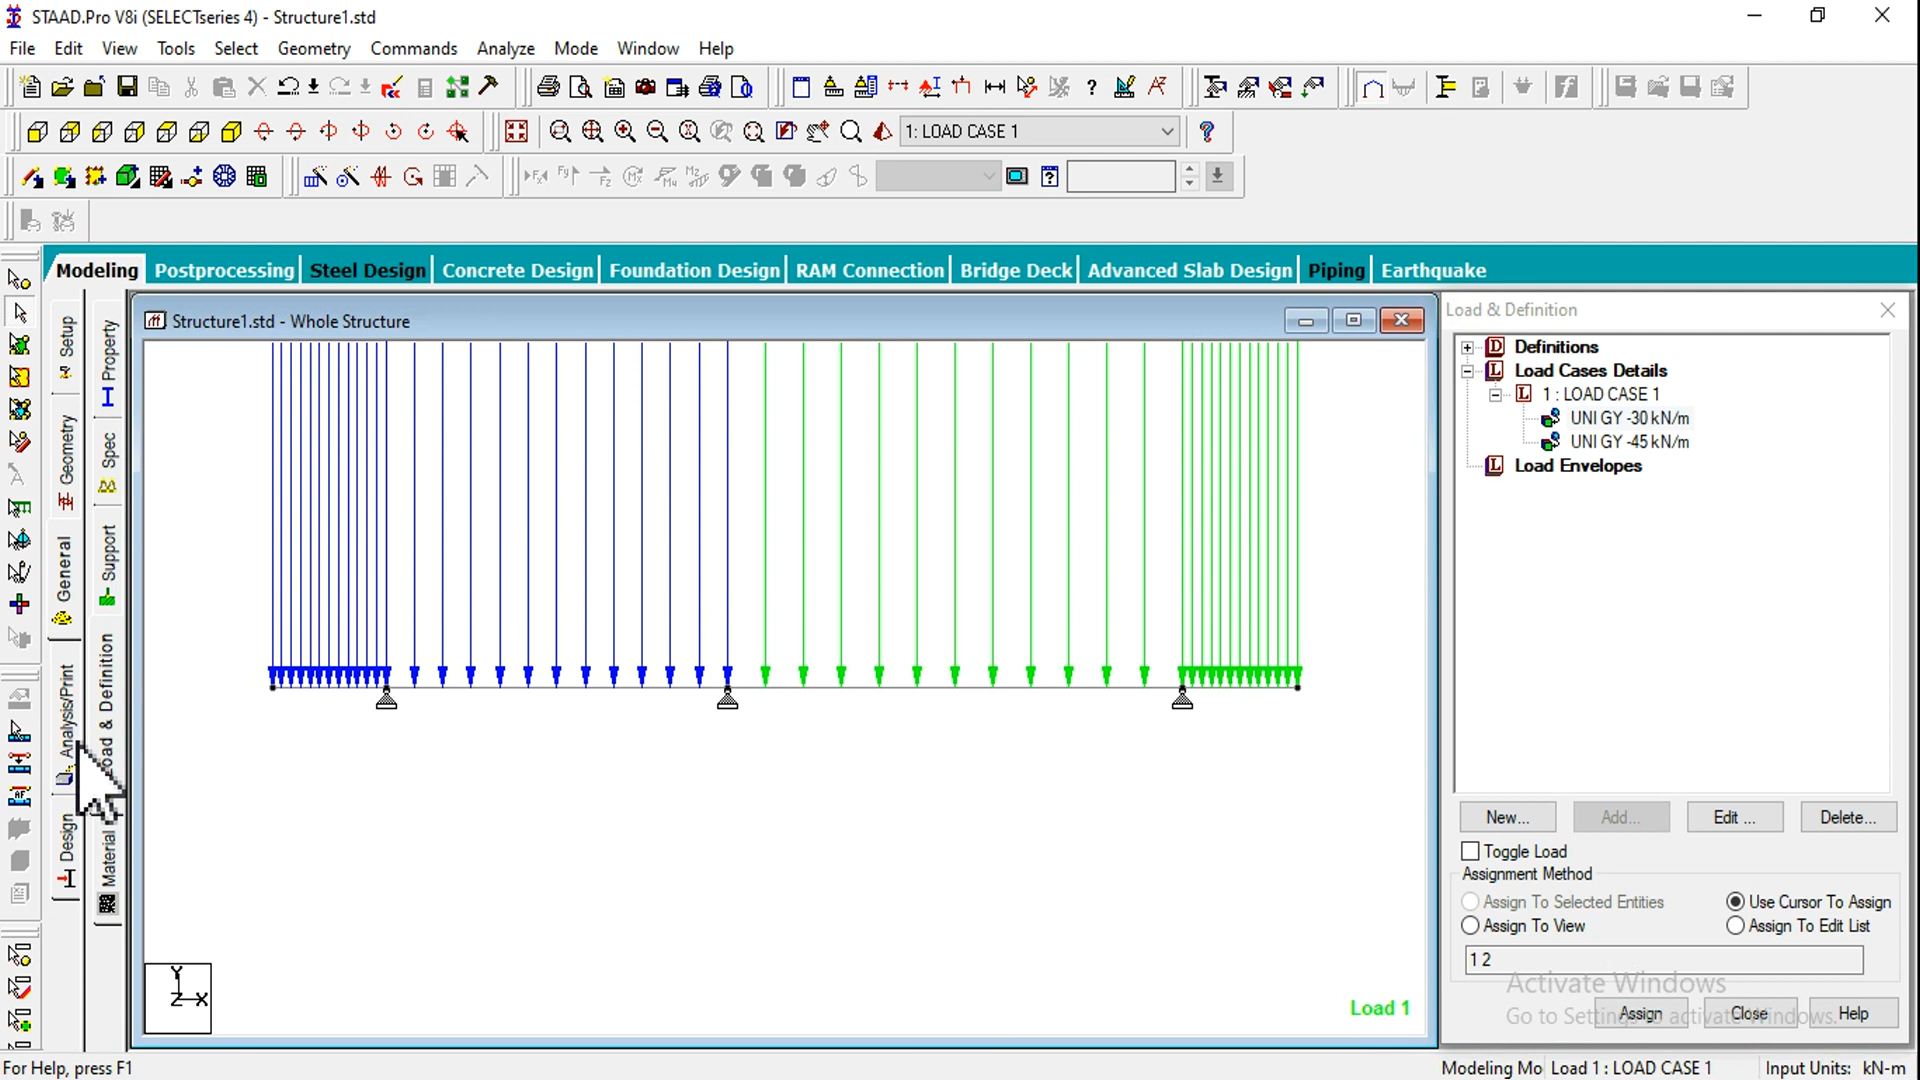 STAAD.Pro V8i (SELECTseries 4) - Structure1.std
File Edit View Tools Select Geometry Commands Analyze Mode Window Help
1: LOAD CASE 1
Modeling Postprocessing Steel Design Concrete Design Foundation Design RAM Connection Bridge Deck Advanced Slab Design Piping Earthquake
Setup
Geometry
General
Analysis/Print
Design
Property
Spec
Support
Load & Definition
Material
Structure1.std - Whole Structure
Y
Z X
Load 1
Load & Definition
Definitions
Load Cases Details
1 : LOAD CASE 1
UNI GY -30 kN/m
UNI GY -45 kN/m
Load Envelopes
New... Add... Edit ... Delete...
Toggle Load
Assignment Method
Assign To Selected Entities Use Cursor To Assign
Assign To View Assign To Edit List
1 2
Activate Windows
Go to Settings to activate Windows.
Assign Close Help
For Help, press F1
Modeling Mo Load 1 : LOAD CASE 1 Input Units: kN-m